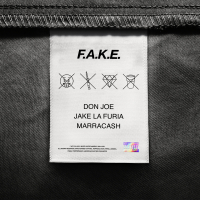 F.A.K.E.
DON JOE
JAKE LA FURIA
MARRACASH